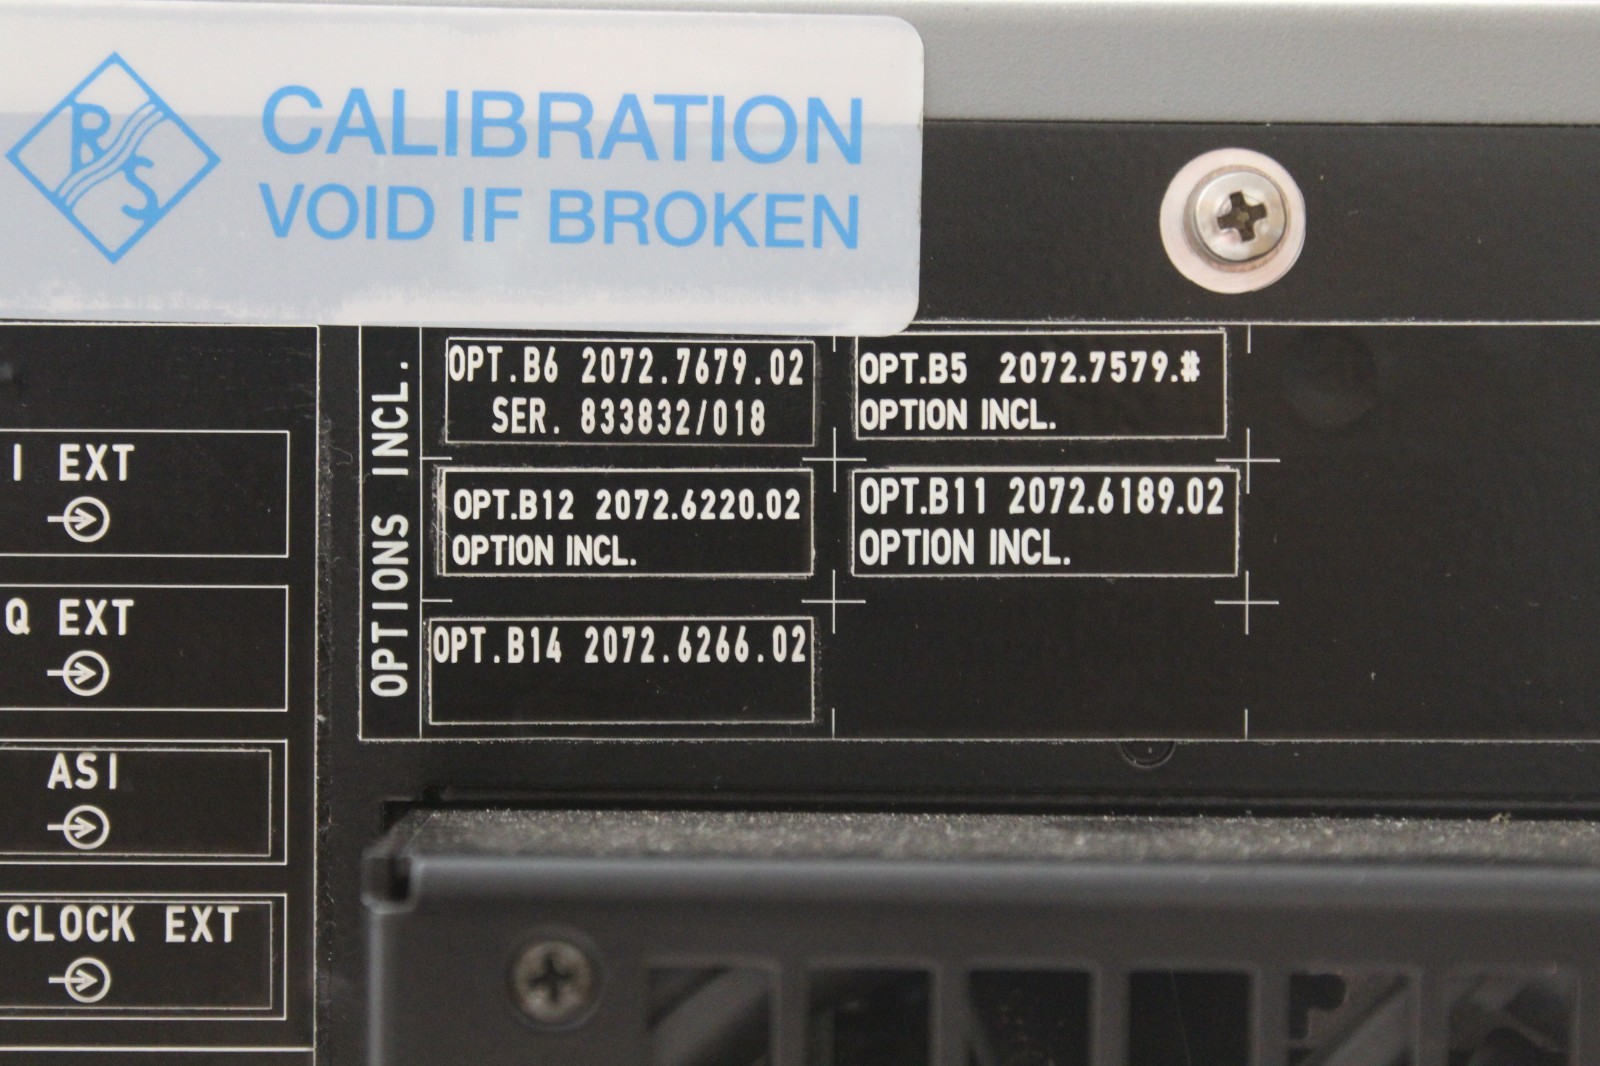 RS
CALIBRATION
VOID IF BROKEN
OPTIONS INCL.
OPT.B6 2072.7679.02
SER. 833832/018
OPT.B5 2072.7579.#
OPTION INCL.
OPT.B12 2072.6220.02
OPTION INCL.
OPT.B11 2072.6189.02
OPTION INCL.
OPT.B14 2072.6266.02
I EXT
Q EXT
ASI
CLOCK EXT